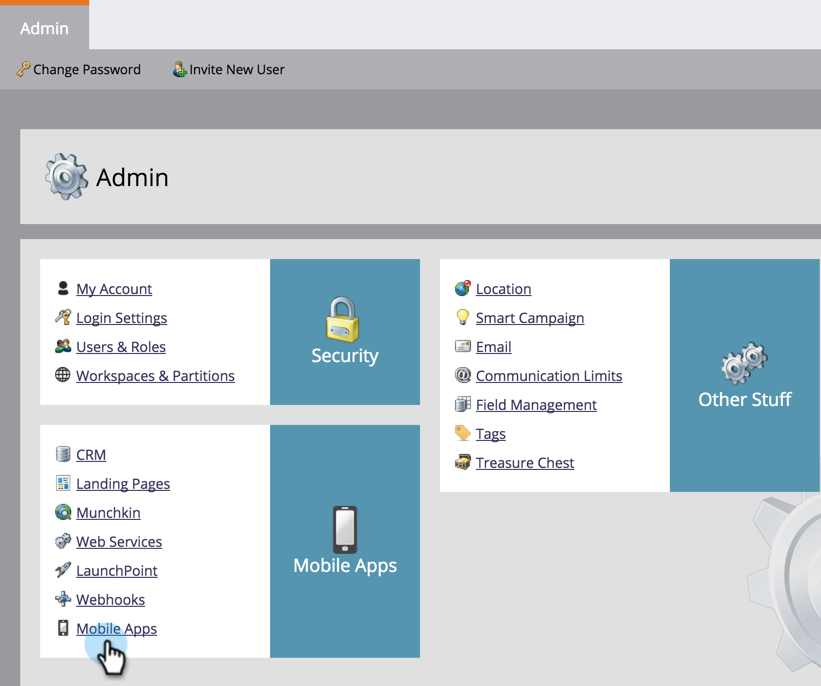 Admin
Change Password
Invite New User
Admin
My Account
Login Settings
Users & Roles
Workspaces & Partitions
Security
Location
Smart Campaign
Email
Communication Limits
Field Management
Tags
Treasure Chest
Other Stuff
CRM
Landing Pages
Munchkin
Web Services
LaunchPoint
Webhooks
Mobile Apps
Mobile Apps